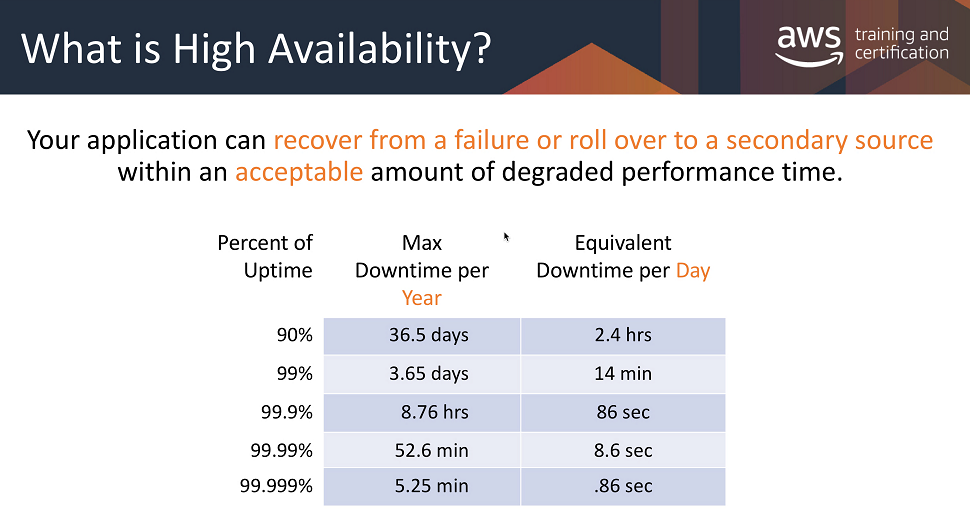 What is High Availability?
aws training and
certification
Your application can recover from a failure or roll over to a secondary source
within an acceptable amount of degraded performance time.
Percent of Uptime
Max Downtime per Year
Equivalent Downtime per Day
90% 36.5 days 2.4 hrs
99% 3.65 days 14 min
99.9% 8.76 hrs 86 sec
99.99% 52.6 min 8.6 sec
99.999% 5.25 min .86 sec